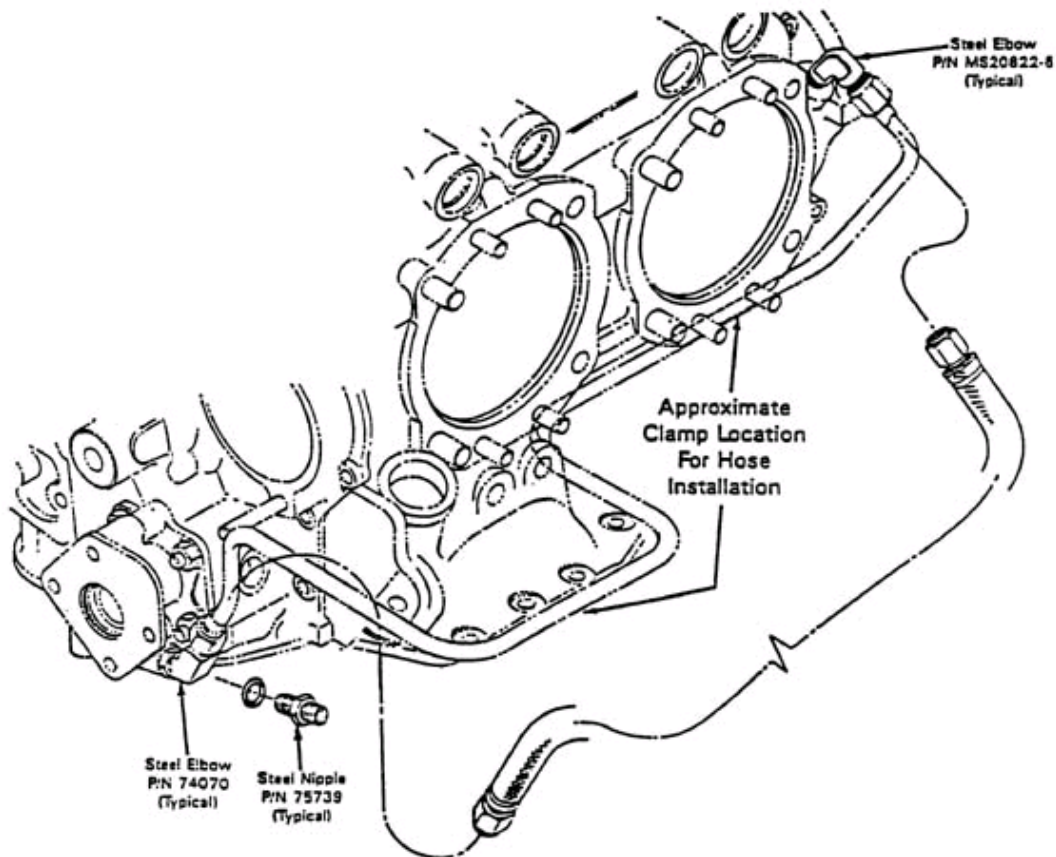 Steel Elbow
P/N MS20822-6
(Typical)
Approximate
Clamp Location
For Hose
Installation
Steel Elbow
P/N 74070
(Typical)
Steel Nipple
P/N 75739
(Typical)